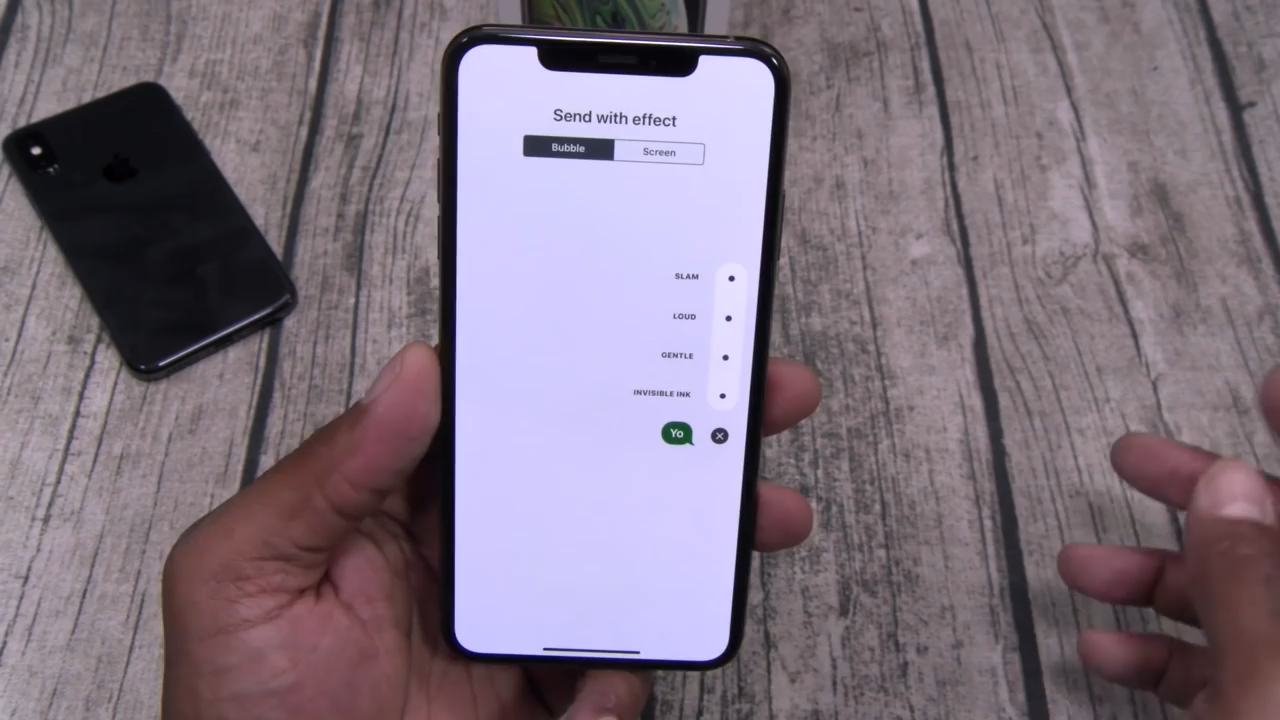 Send with effect
Bubble Screen
SLAM
LOUD
GENTLE
INVISIBLE INK
Yo